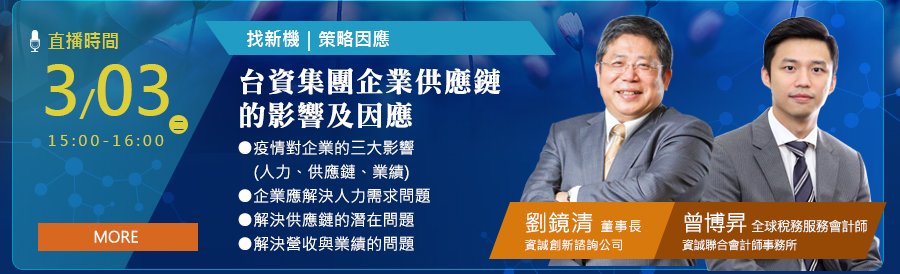 直播時間
3/03
二
15:00-16:00
MORE
找新機｜策略因應
台資集團企業供應鏈
的影響及因應
●疫情對企業的三大影響
(人力、供應鏈、業績)
●企業應解決人力需求問題
●解決供應鏈的潛在問題
●解決營收與業績的問題
劉鏡清 董事長
資誠創新諮詢公司
曾博昇 全球稅務服務會計師
資誠聯合會計師事務所